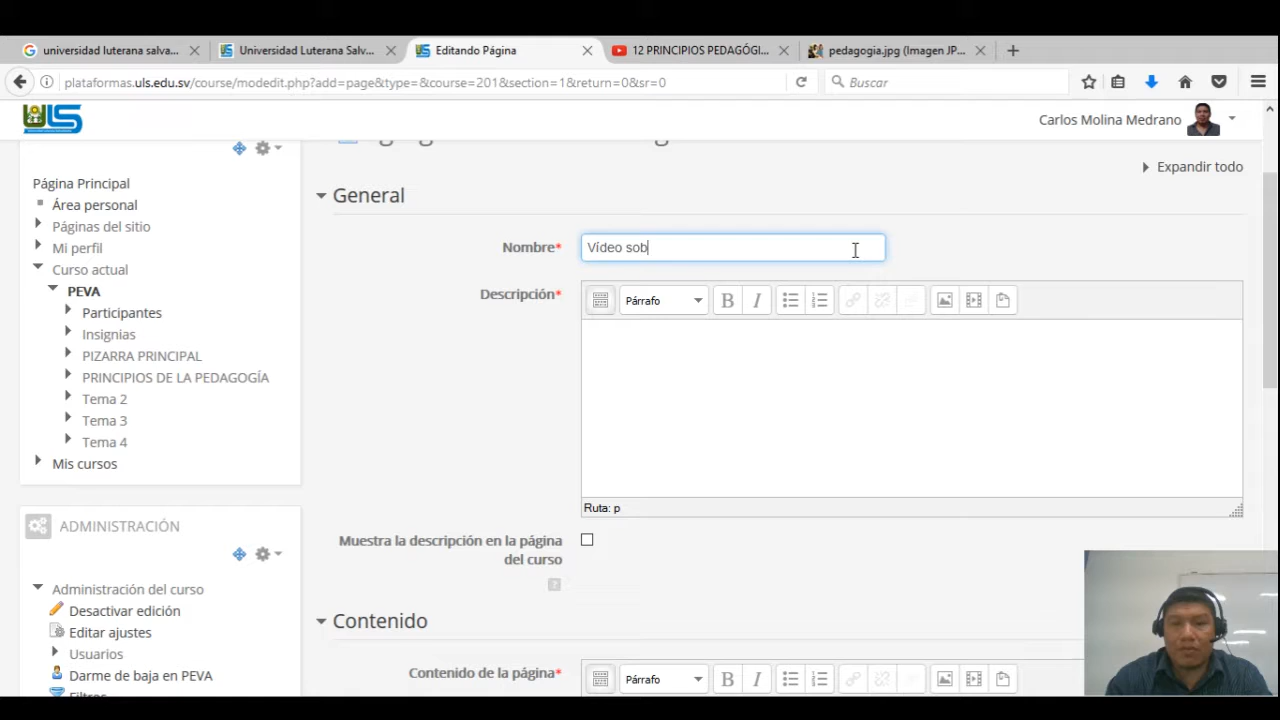 universidad luterana salva...
Universidad Luterana Salv...
Editando Página
12 PRINCIPIOS PEDAGÓGI...
pedagogia.jpg (Imagen JP...
plataformas.uls.edu.sv/course/modedit.php?add=page&type=&course=201&section=1&return=0&sr=0
Buscar
ULS
Carlos Molina Medrano
Expandir todo
Página Principal
Área personal
Páginas del sitio
Mi perfil
Curso actual
PEVA
Participantes
Insignias
PIZARRA PRINCIPAL
PRINCIPIOS DE LA PEDAGOGÍA
Tema 2
Tema 3
Tema 4
Mis cursos
ADMINISTRACIÓN
Administración del curso
Desactivar edición
Editar ajustes
Usuarios
Darme de baja en PEVA
Filtros
General
Nombre*
Vídeo sob
Descripción*
Párrafo
B I
Ruta: p
Muestra la descripción en la página
del curso
?
Contenido
Contenido de la página*
Párrafo
B I